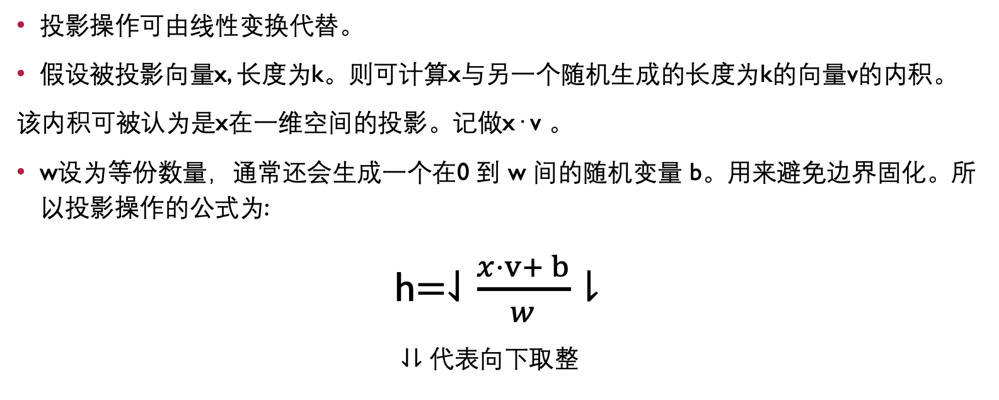 • 投影操作可由线性变换代替。
• 假设被投影向量x, 长度为k。则可计算x与另一个随机生成的长度为k的向量v的内积。
该内积可被认为是x在一维空间的投影。记做x · v 。
• w设为等份数量，通常还会生成一个在0 到 w 间的随机变量 b。用来避免边界固化。所
以投影操作的公式为:
h=⇃ x·v+ b / w ⇂
⇃⇂ 代表向下取整